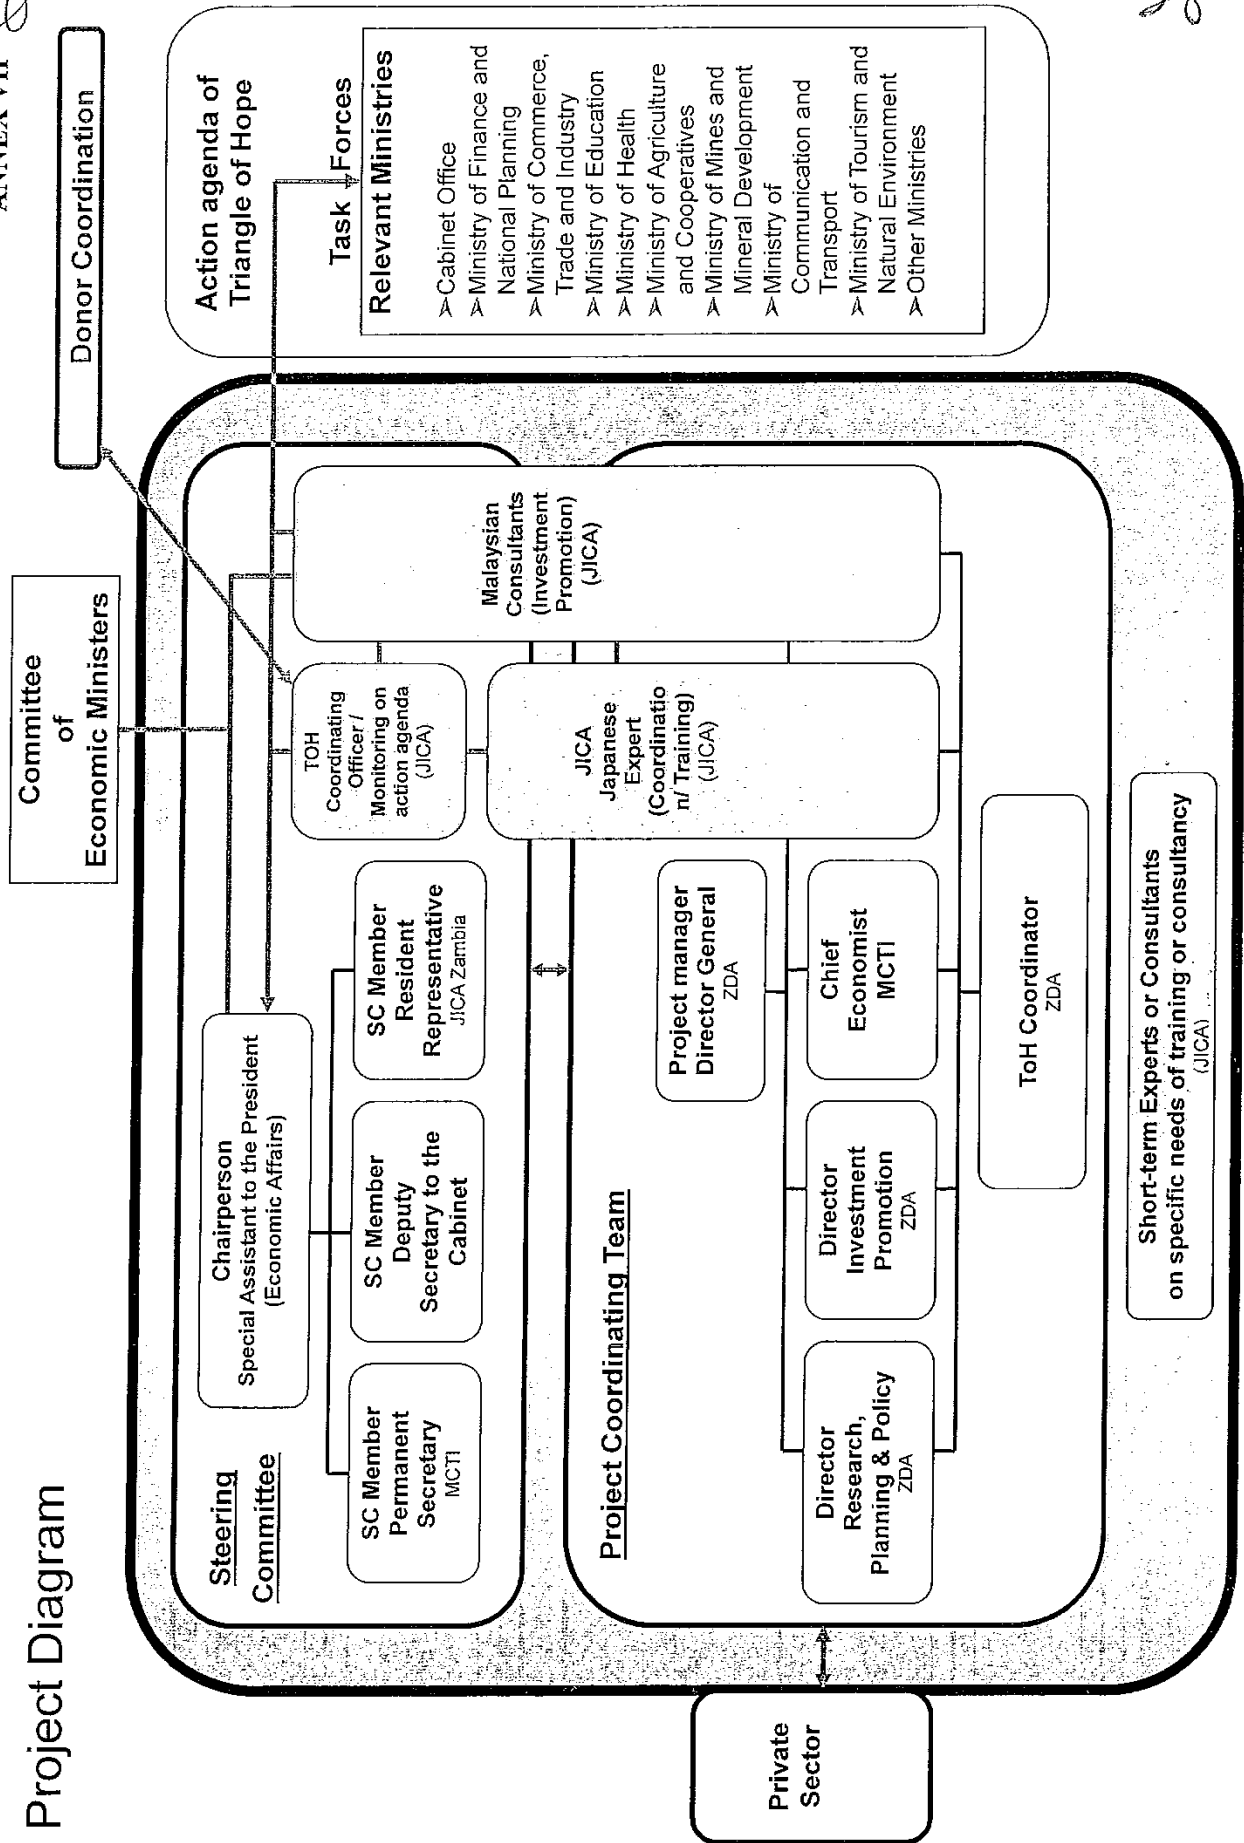 ANNEX VII
Project Diagram
Committee
of
Economic Ministers
Donor Coordination
Steering
Committee
Chairperson
Special Assistant to the President
(Economic Affairs)
SC Member
Permanent
Secretary
MCTI
SC Member
Deputy
Secretary to the
Cabinet
SC Member
Resident
Representative
JICA Zambia
TOH
Coordinating
Officer /
Monitoring on
action agenda
(JICA)
Malaysian
Consultants
(Investment
Promotion)
(JICA)
JICA
Japanese
Expert
(Coordinatio
n/ Training)
(JICA)
Action agenda of
Triangle of Hope
Task Forces
Relevant Ministries
➢Cabinet Office
➢Ministry of Finance and
National Planning
➢Ministry of Commerce,
Trade and Industry
➢Ministry of Education
➢Ministry of Health
➢Ministry of Agriculture
and Cooperatives
➢Ministry of Mines and
Mineral Development
➢Ministry of
Communication and
Transport
➢Ministry of Tourism and
Natural Environment
➢Other Ministries
Project Coordinating Team
Project manager
Director General
ZDA
Director
Research,
Planning & Policy
ZDA
Director
Investment
Promotion
ZDA
Chief
Economist
MCTI
ToH Coordinator
ZDA
Private
Sector
Short-term Experts or Consultants
on specific needs of training or consultancy
(JICA)